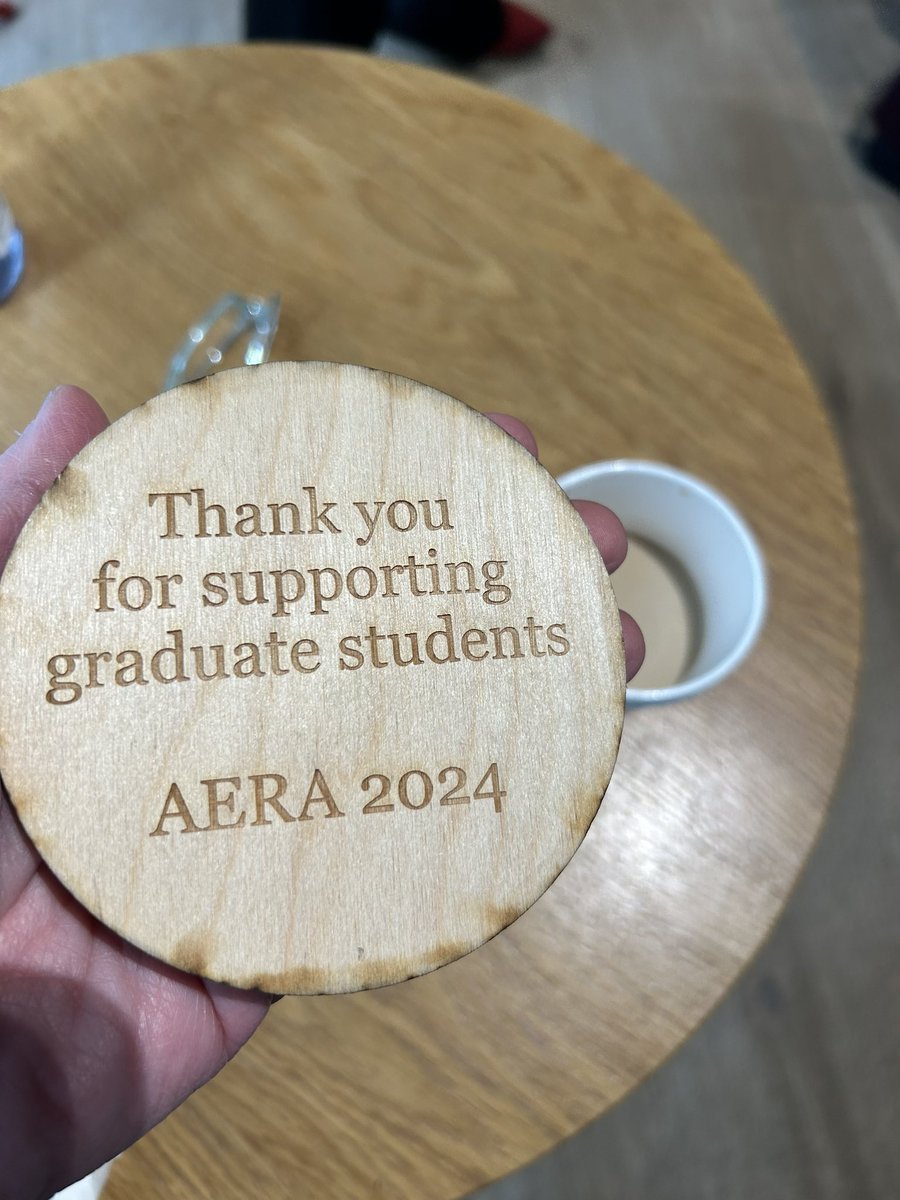 Thank you
for supporting
graduate students
AERA 2024